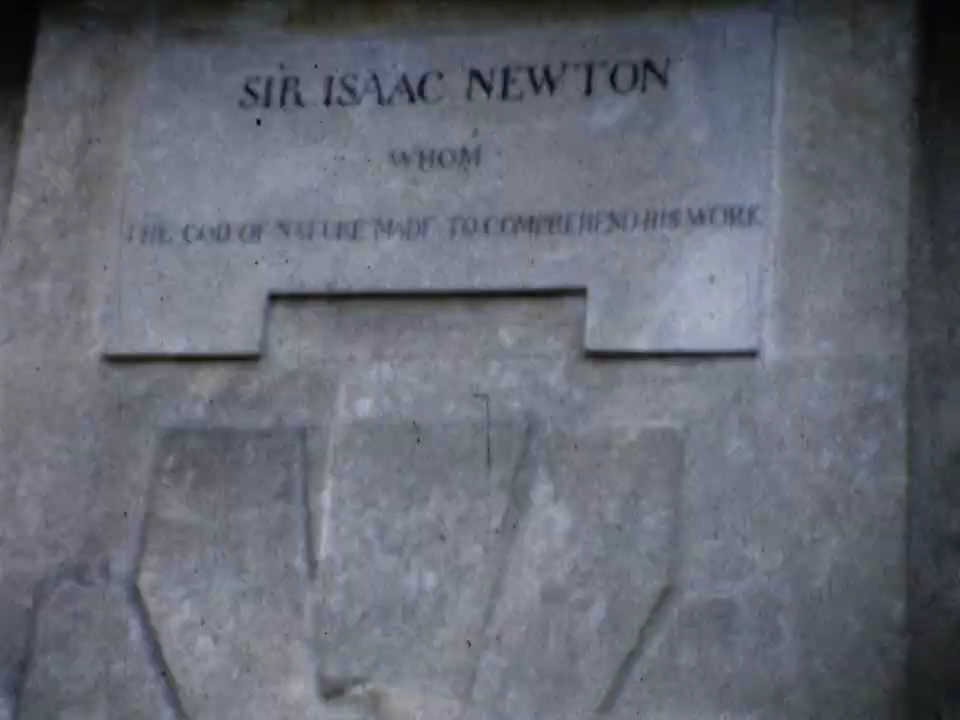 SIR ISAAC NEWTON
WHOM
THE GOD OF NATURE MADE TO COMPREHEND HIS WORK